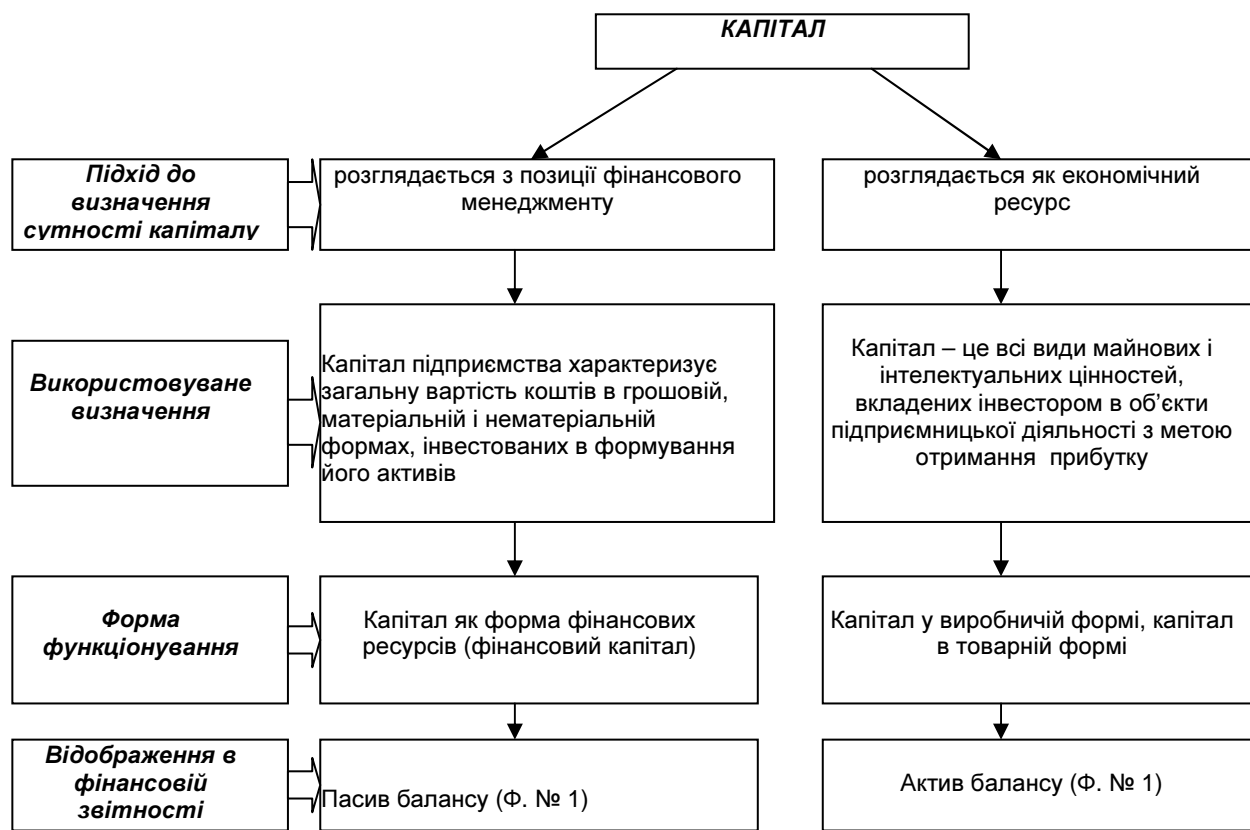 КАПІТАЛ
Підхід до
визначення
сутності капіталу
розглядається з позиції фінансового
менеджменту
розглядається як економічний
ресурс
Використовуване
визначення
Капітал підприємства характеризує
загальну вартість коштів в грошовій,
матеріальній і нематеріальній
формах, інвестованих в формування
його активів
Капітал – це всі види майнових і
інтелектуальних цінностей,
вкладених інвестором в об’єкти
підприємницької діяльності з метою
отримання прибутку
Форма
функціонування
Капітал як форма фінансових
ресурсів (фінансовий капітал)
Капітал у виробничій формі, капітал
в товарній формі
Відображення в
фінансовій
звітності
Пасив балансу (Ф. № 1)
Актив балансу (Ф. № 1)